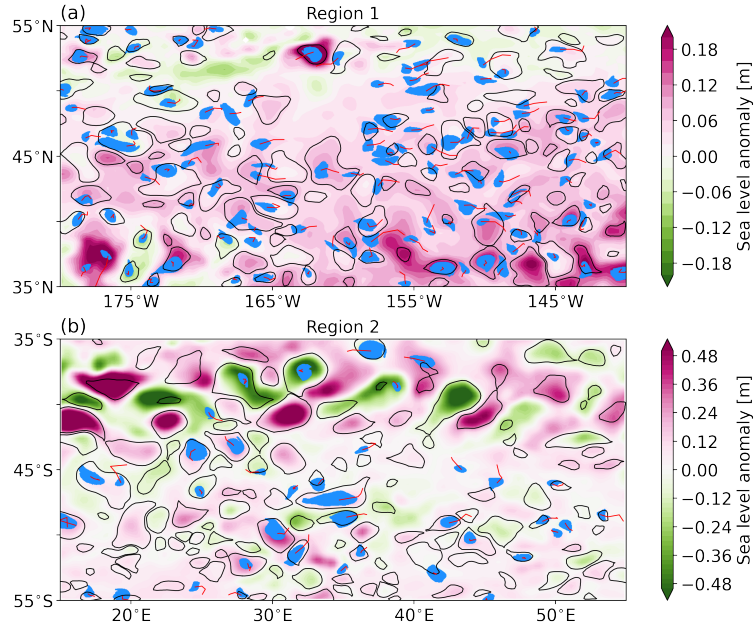 (a) Region 1
55°N
50°N
45°N
40°N
35°N
175°W 165°W 155°W 145°W
0.18
0.12
0.06
0.00
−0.06
−0.12
−0.18
Sea level anomaly [m]
(b) Region 2
35°S
45°S
55°S
20°E 30°E 40°E 50°E
0.48
0.36
0.24
0.12
0.00
−0.12
−0.24
−0.36
−0.48
Sea level anomaly [m]